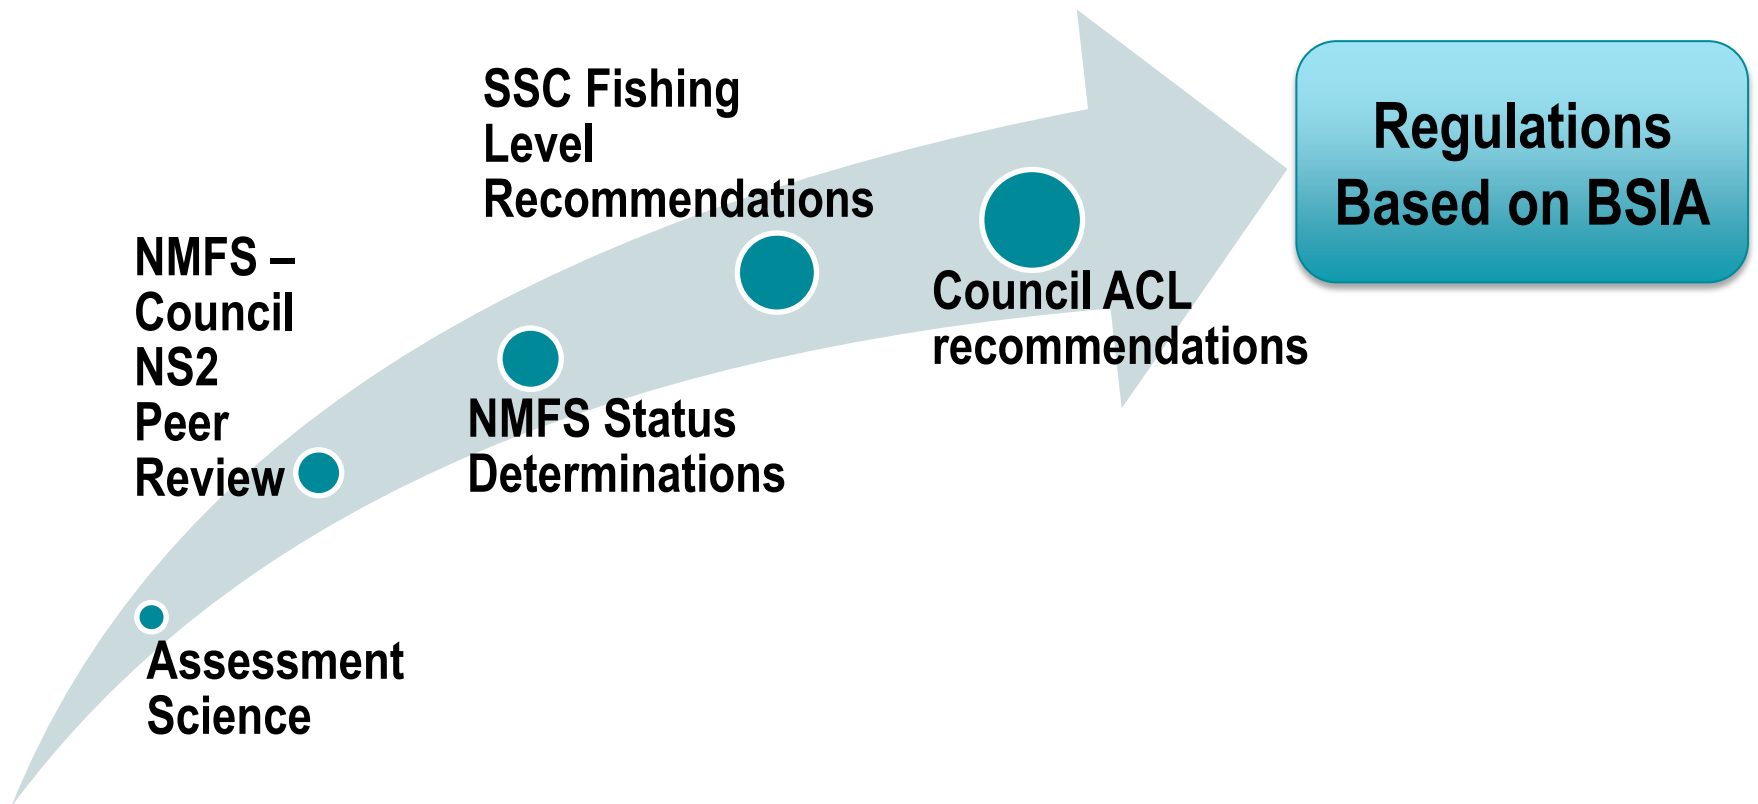 SSC Fishing
Level
Recommendations
Regulations
Based on BSIA
NMFS –
Council
NS2
Peer
Review
Council ACL
recommendations
NMFS Status
Determinations
Assessment
Science